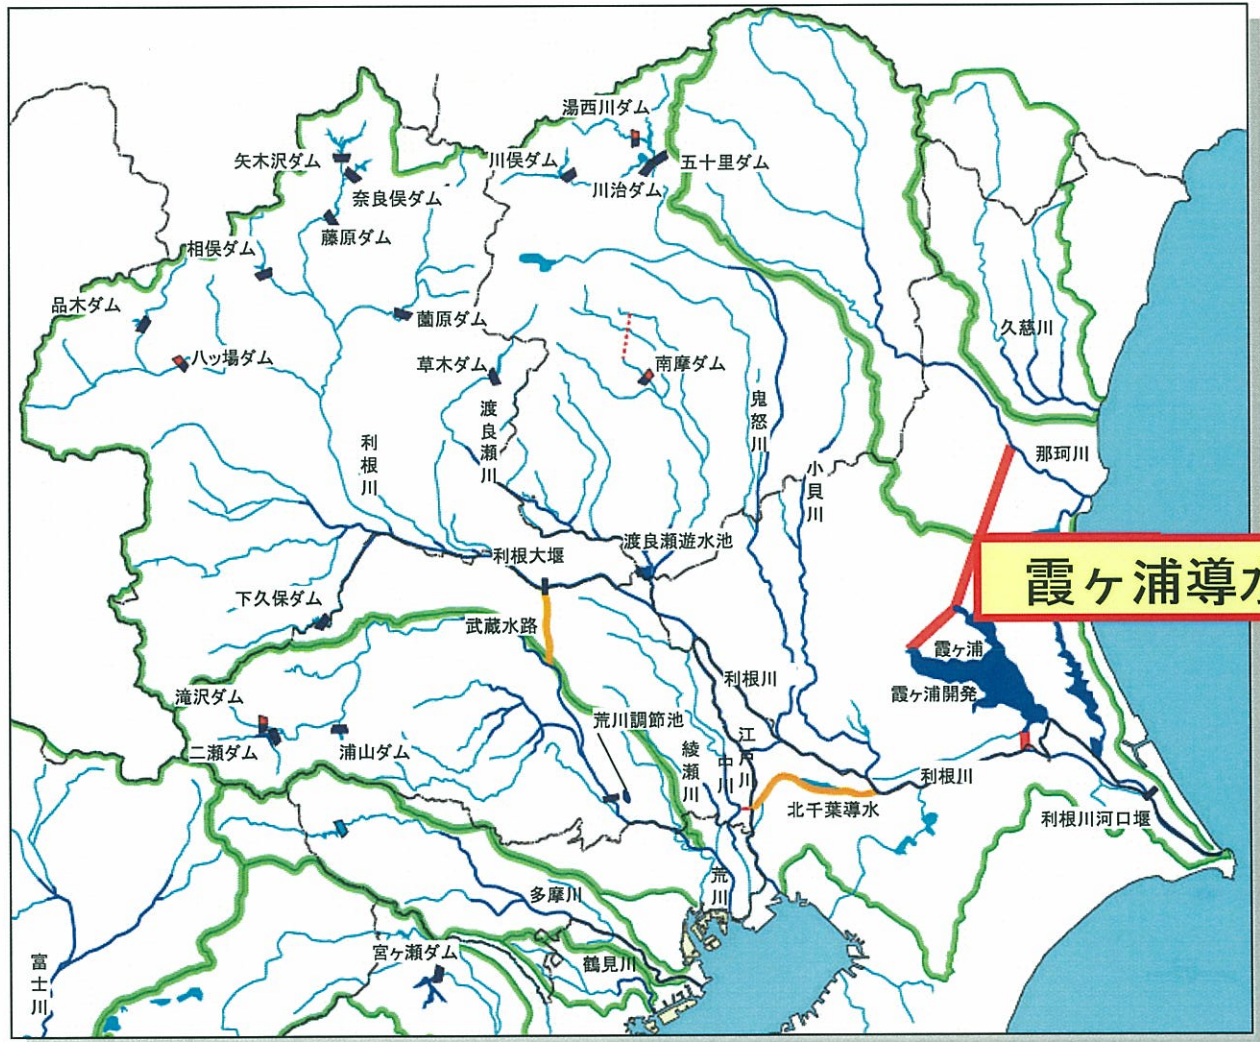 湯西川ダム
矢木沢ダム
川俣ダム
五十里ダム
川治ダム
奈良俣ダム
藤原ダム
相俣ダム
品木ダム
薗原ダム
久慈川
八ッ場ダム
草木ダム
南摩ダム
渡良瀬川
鬼怒川
利根川
小貝川
那珂川
利根大堰
渡良瀬遊水池
霞ヶ浦導水
下久保ダム
武蔵水路
霞ヶ浦
利根川
霞ヶ浦開発
滝沢ダム
荒川調節池
二瀬ダム
浦山ダム
綾瀬川
中川
江戸川
利根川
北千葉導水
利根川河口堰
荒川
多摩川
宮ヶ瀬ダム
鶴見川
富士川